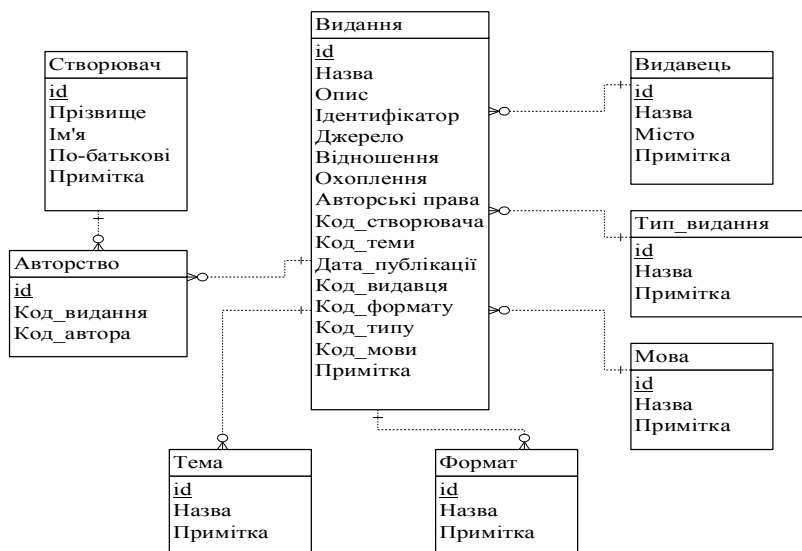 Створювач
id
Прізвище
Ім'я
По-батькові
Примітка
Авторство
id
Код_видання
Код_автора
Видання
id
Назва
Опис
Ідентифікатор
Джерело
Відношення
Охоплення
Авторські права
Код_створювача
Код_теми
Дата_публікації
Код_видавця
Код_формату
Код_типу
Код_мови
Примітка
Видавець
id
Назва
Місто
Примітка
Тип_видання
id
Назва
Примітка
Мова
id
Назва
Примітка
Тема
id
Назва
Примітка
Формат
id
Назва
Примітка